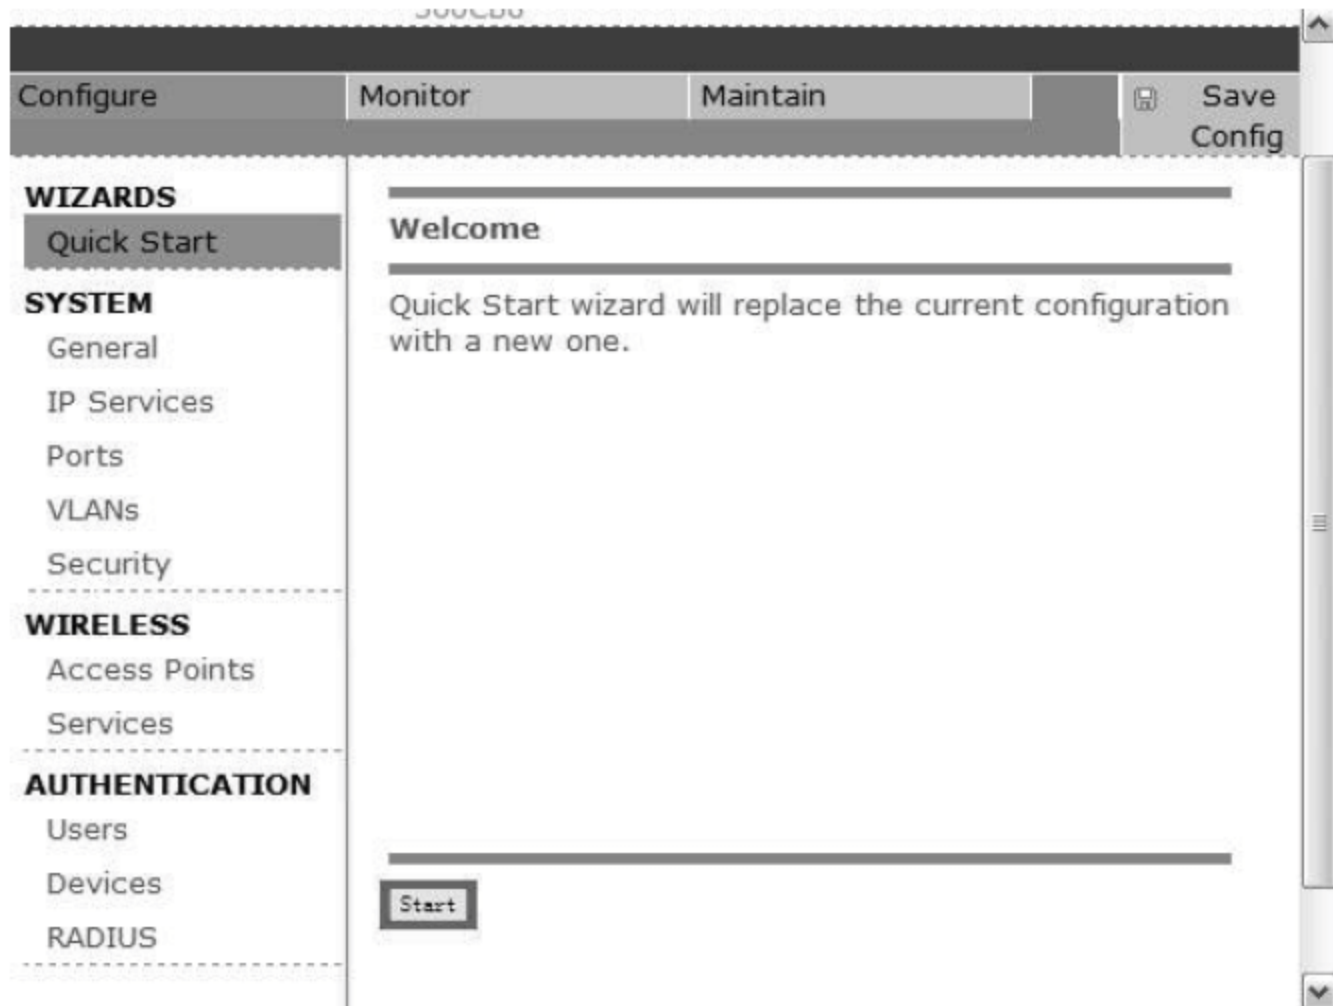 Configure
Monitor
Maintain
Save
Config
WIZARDS
Quick Start
SYSTEM
General
IP Services
Ports
VLANs
Security
WIRELESS
Access Points
Services
AUTHENTICATION
Users
Devices
RADIUS
Welcome
Quick Start wizard will replace the current configuration
with a new one.
Start